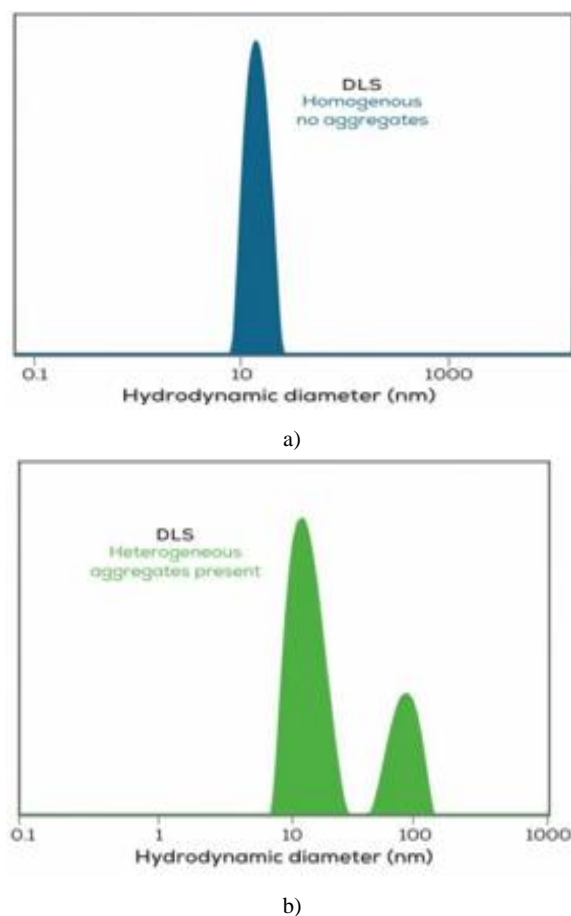 DLS
Homogenous
no aggregates
0.1 10 1000
Hydrodynamic diameter (nm)
a)
DLS
Heterogeneous
aggregates present
0.1 1 10 100 1000
Hydrodynamic diameter (nm)
b)